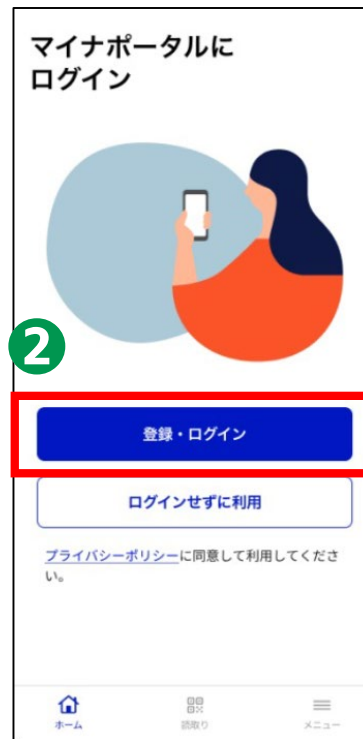 マイナポータルに
ログイン
2
登録・ログイン
ログインせずに利用
プライバシーポリシーに同意して利用してくださ
い。
ホーム
読取り
メニュー